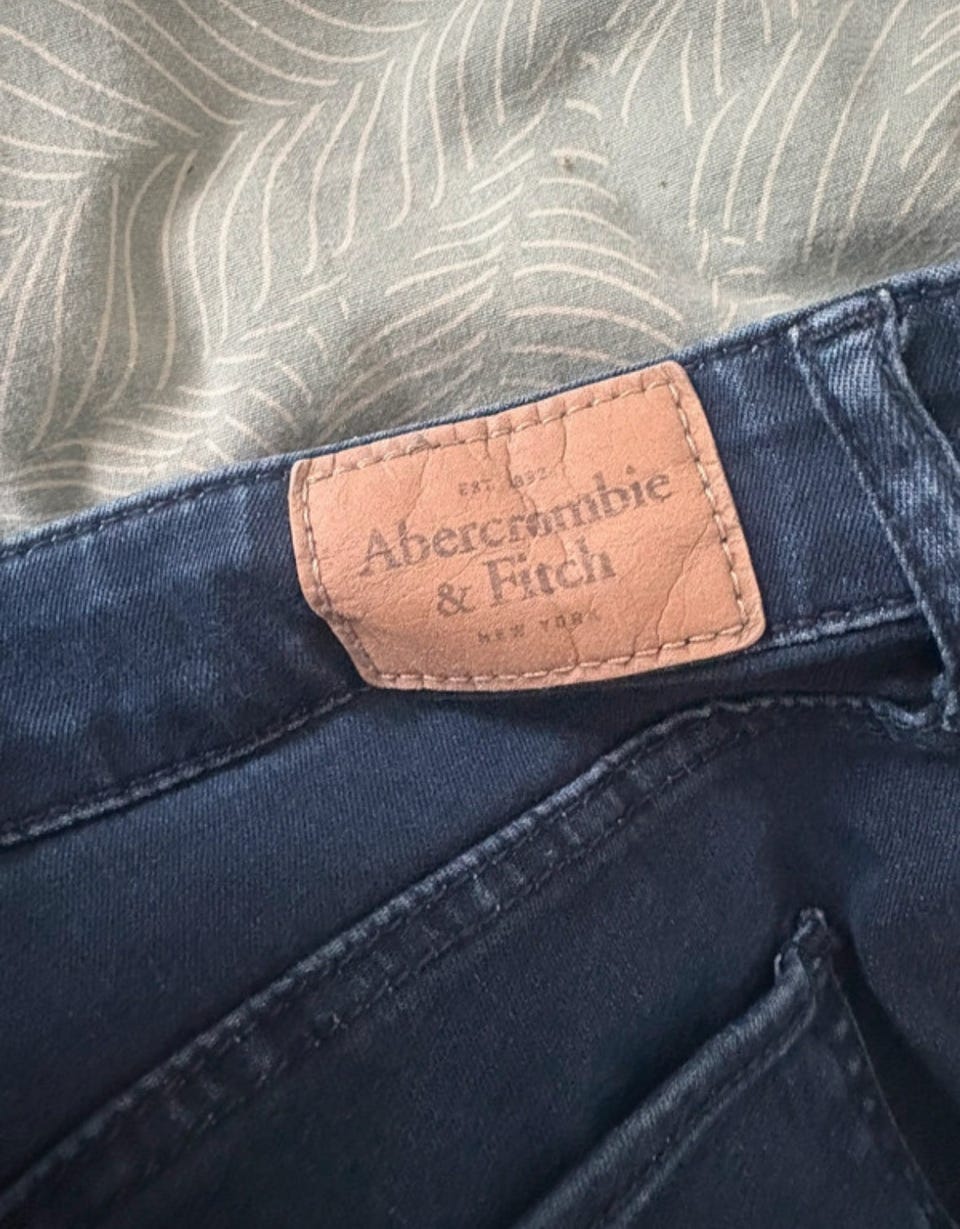 EST. 1892
Abercrombie
& Fitch
NEW YORK